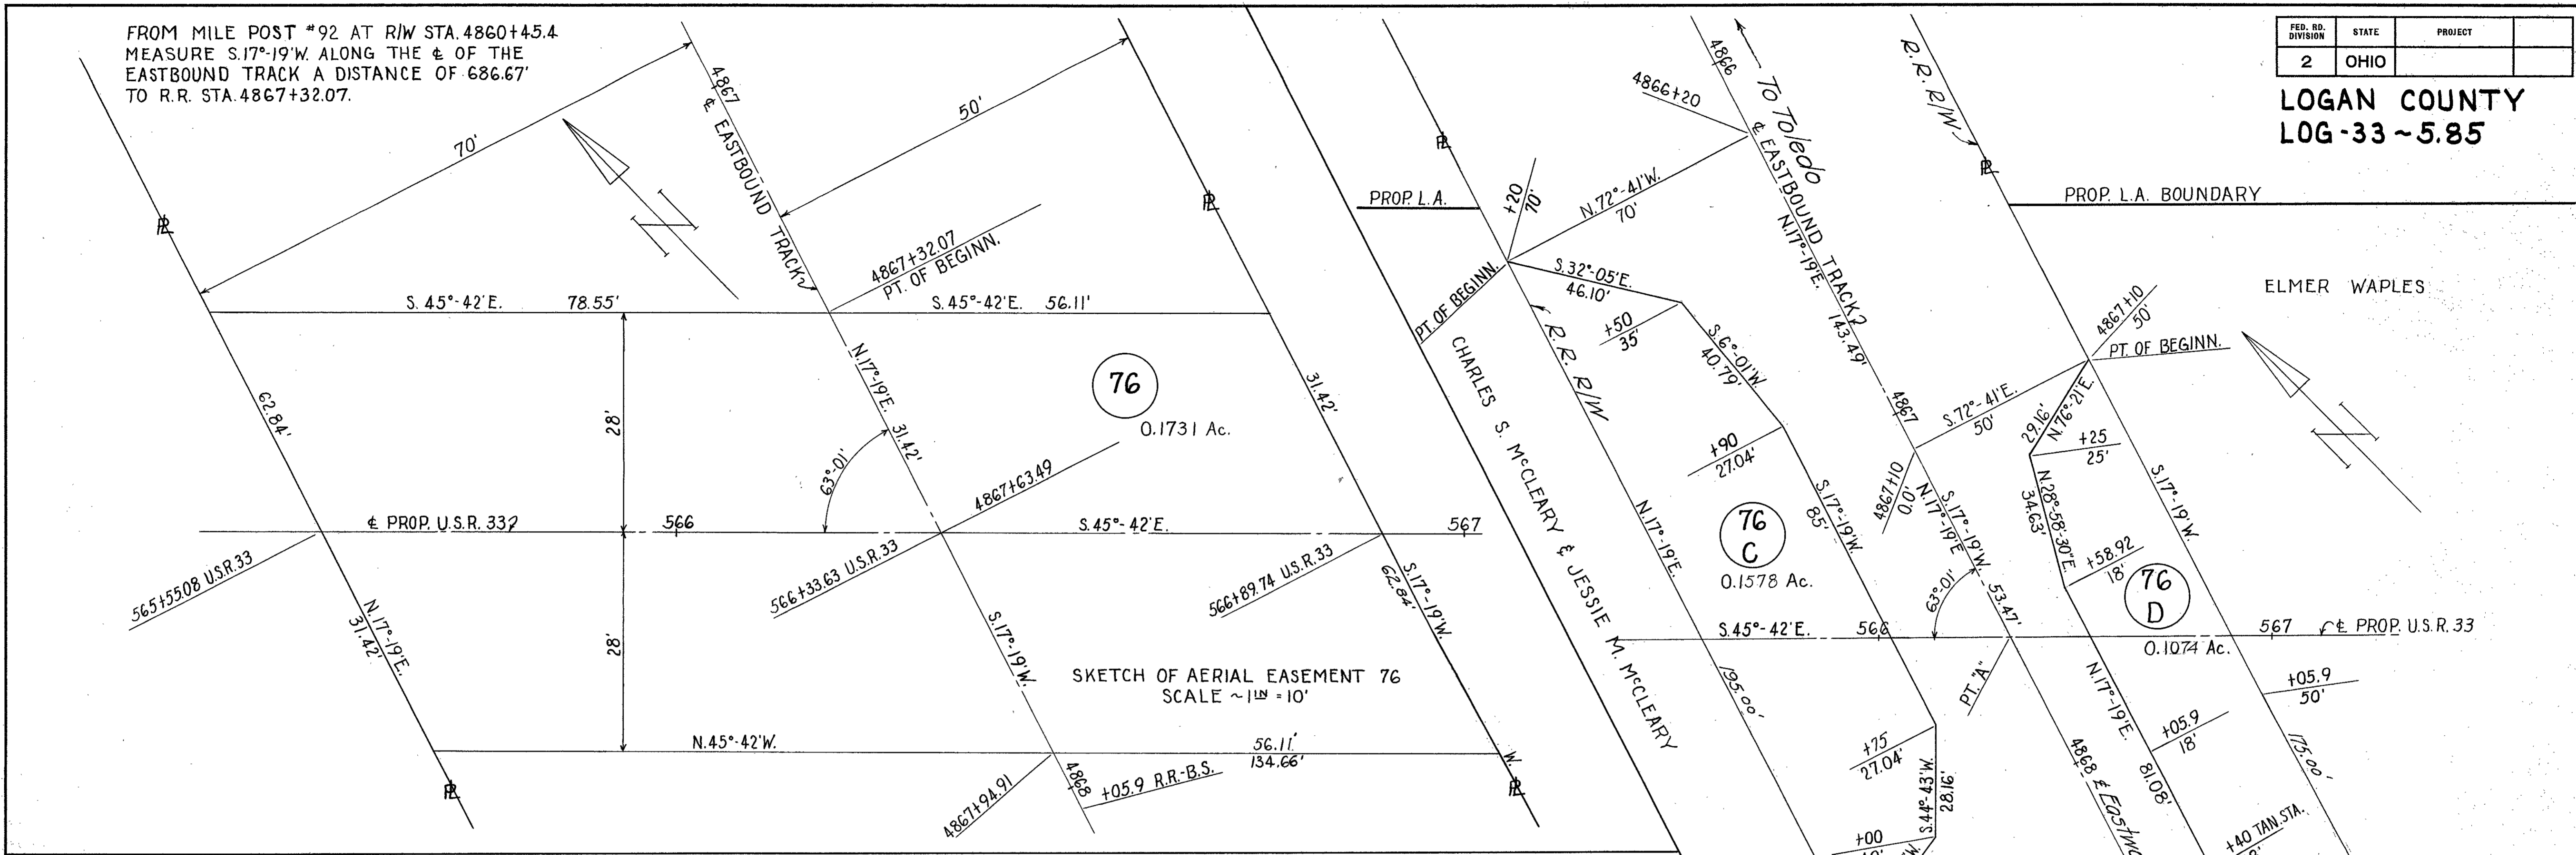 FROM MILE POST #92 AT R/W STA. 4860+45.4
MEASURE S.17°-19'W. ALONG THE ℄ OF THE
EASTBOUND TRACK A DISTANCE OF 686.67'
TO R.R. STA. 4867+32.07.
70'
4867
℄ EASTBOUND TRACK
50'
℄ 
4867+32.07
PT. OF BEGINN.
S. 45°-42'E. 78.55'
S. 45°-42'E. 56.11'
62.84'
28'
N.17°-19'E.
31.42'
63°-01'
76
0.1731 Ac.
31.42'
4867+63.49
℄ PROP. U.S.R. 33
566
S.45°-42'E.
567
565+55.08 U.S.R.33
566+33.63 U.S.R.33
566+89.74 U.S.R.33
N.17°-19'E.
31.42'
28'
S.17°-19'W.
S.17°-19'W.
62.84'
SKETCH OF AERIAL EASEMENT 76
SCALE ~ 1 IN = 10'
N.45°-42'W.
56.11'
134.66'
W.
4867+94.91
4868
+05.9 R.R.-B.S.
PL
PL
PL
PL
PL
PL
PROP. L.A.
+20
70'
4866+20
4866
To Toledo
℄ EASTBOUND TRACK
N.17°-19'E.
143.49'
N.72°-41'W.
70'
PT. OF BEGINN.
S.32°-05'E.
46.10'
+50
35'
S.6°-01'W.
40.79'
R.R. R/W
CHARLES S. McCLEARY & JESSIE M. McCLEARY
+90
27.04'
N.17°-19'E.
195.00'
76
C
0.1578 Ac.
S.17°-19'W.
85'
S.45°-42'E.
566
+75
27.04'
S.44°-43'W.
28.16'
+00
R.R. R/W
PROP. L.A. BOUNDARY
ELMER WAPLES
4867
S.72°-41'E.
50'
4867+10
50'
PT. OF BEGINN.
4867+10
0.0'
29.16'
N.76°-21'E.
+25
25'
S.17°-19'W.
N.17°-19'E
53.47'
63°-01'
N.28°-58'-30"E.
34.63'
S.17°-19'W.
+58.92
18'
76
D
0.1074 Ac.
567
℄ PROP. U.S.R. 33
PT. "A"
+05.9
50'
N.17°-19'E.
81.08'
+05.9
18'
175.00'
4868
+40 TAN. STA.
FED. RD. DIVISION
STATE
PROJECT
2
OHIO
LOGAN COUNTY
LOG-33~5.85
N
N